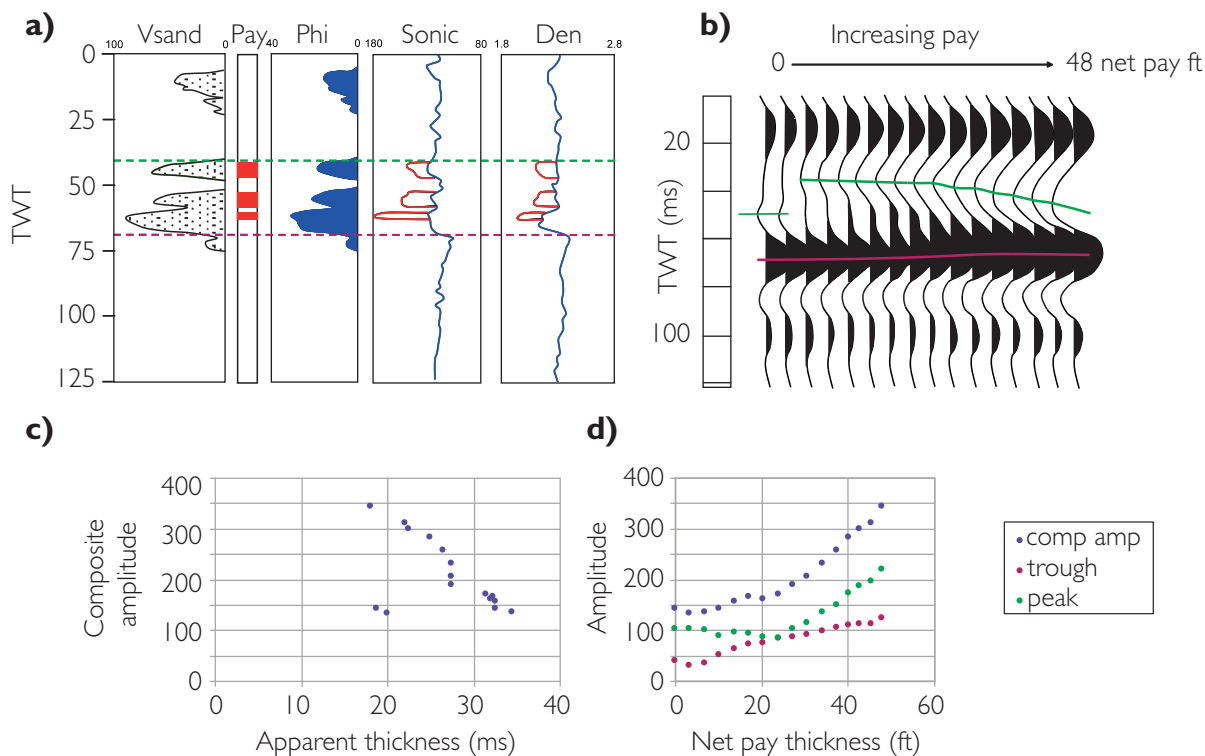 a)
Vsand Pay Phi Sonic Den
100 0 40 0 180 80 1.8 2.8
0
25
50
75
100
125
TWT
b)
Increasing pay
0 48 net pay ft
20
100
TWT (ms)
c)
400
300
200
100
0
Composite
amplitude
0 10 20 30 40
Apparent thickness (ms)
d)
400
300
200
100
0
Amplitude
0 20 40 60
Net pay thickness (ft)
comp amp
trough
peak